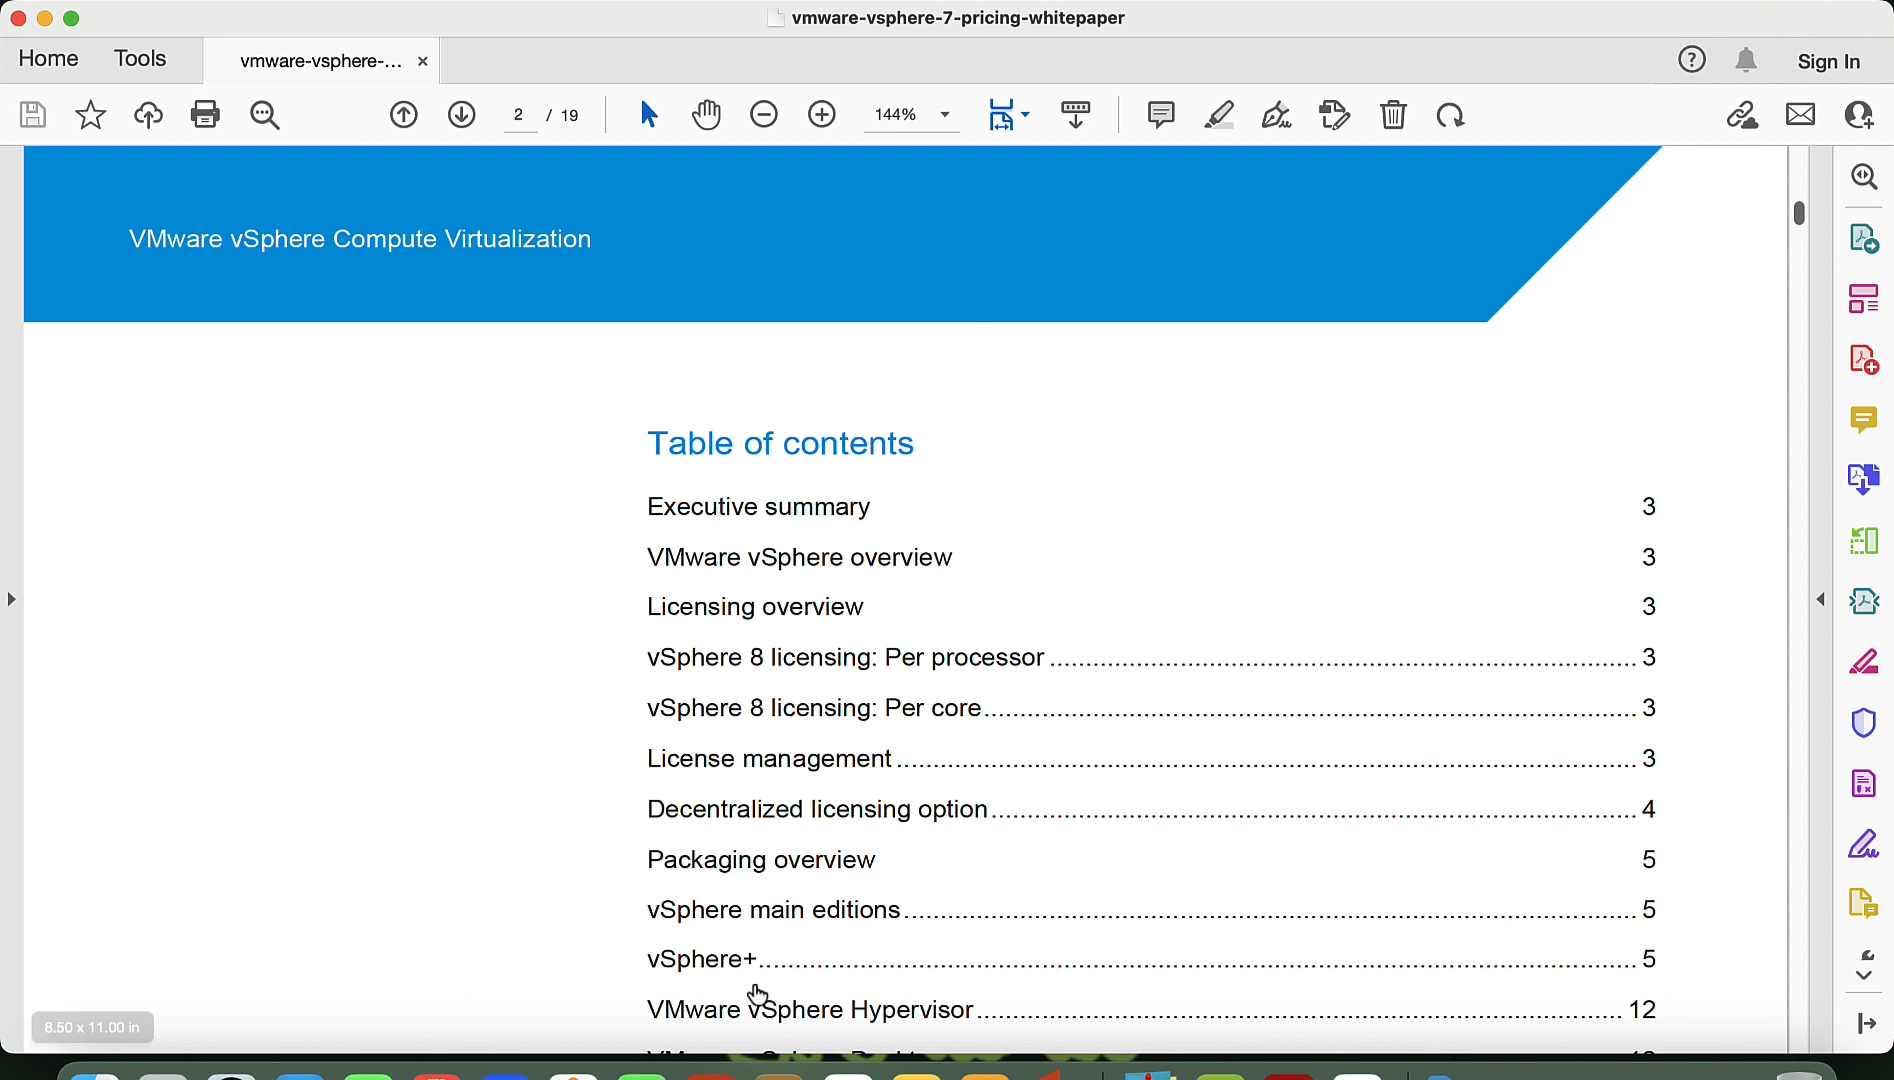 vmware-vsphere-7-pricing-whitepaper
Home Tools vmware-vsphere-... × Sign In
2 / 19 144%
VMware vSphere Compute Virtualization
Table of contents
Executive summary 3
VMware vSphere overview 3
Licensing overview 3
vSphere 8 licensing: Per processor 3
vSphere 8 licensing: Per core 3
License management 3
Decentralized licensing option 4
Packaging overview 5
vSphere main editions 5
vSphere+ 5
VMware vSphere Hypervisor 12
8.50 x 11.00 in